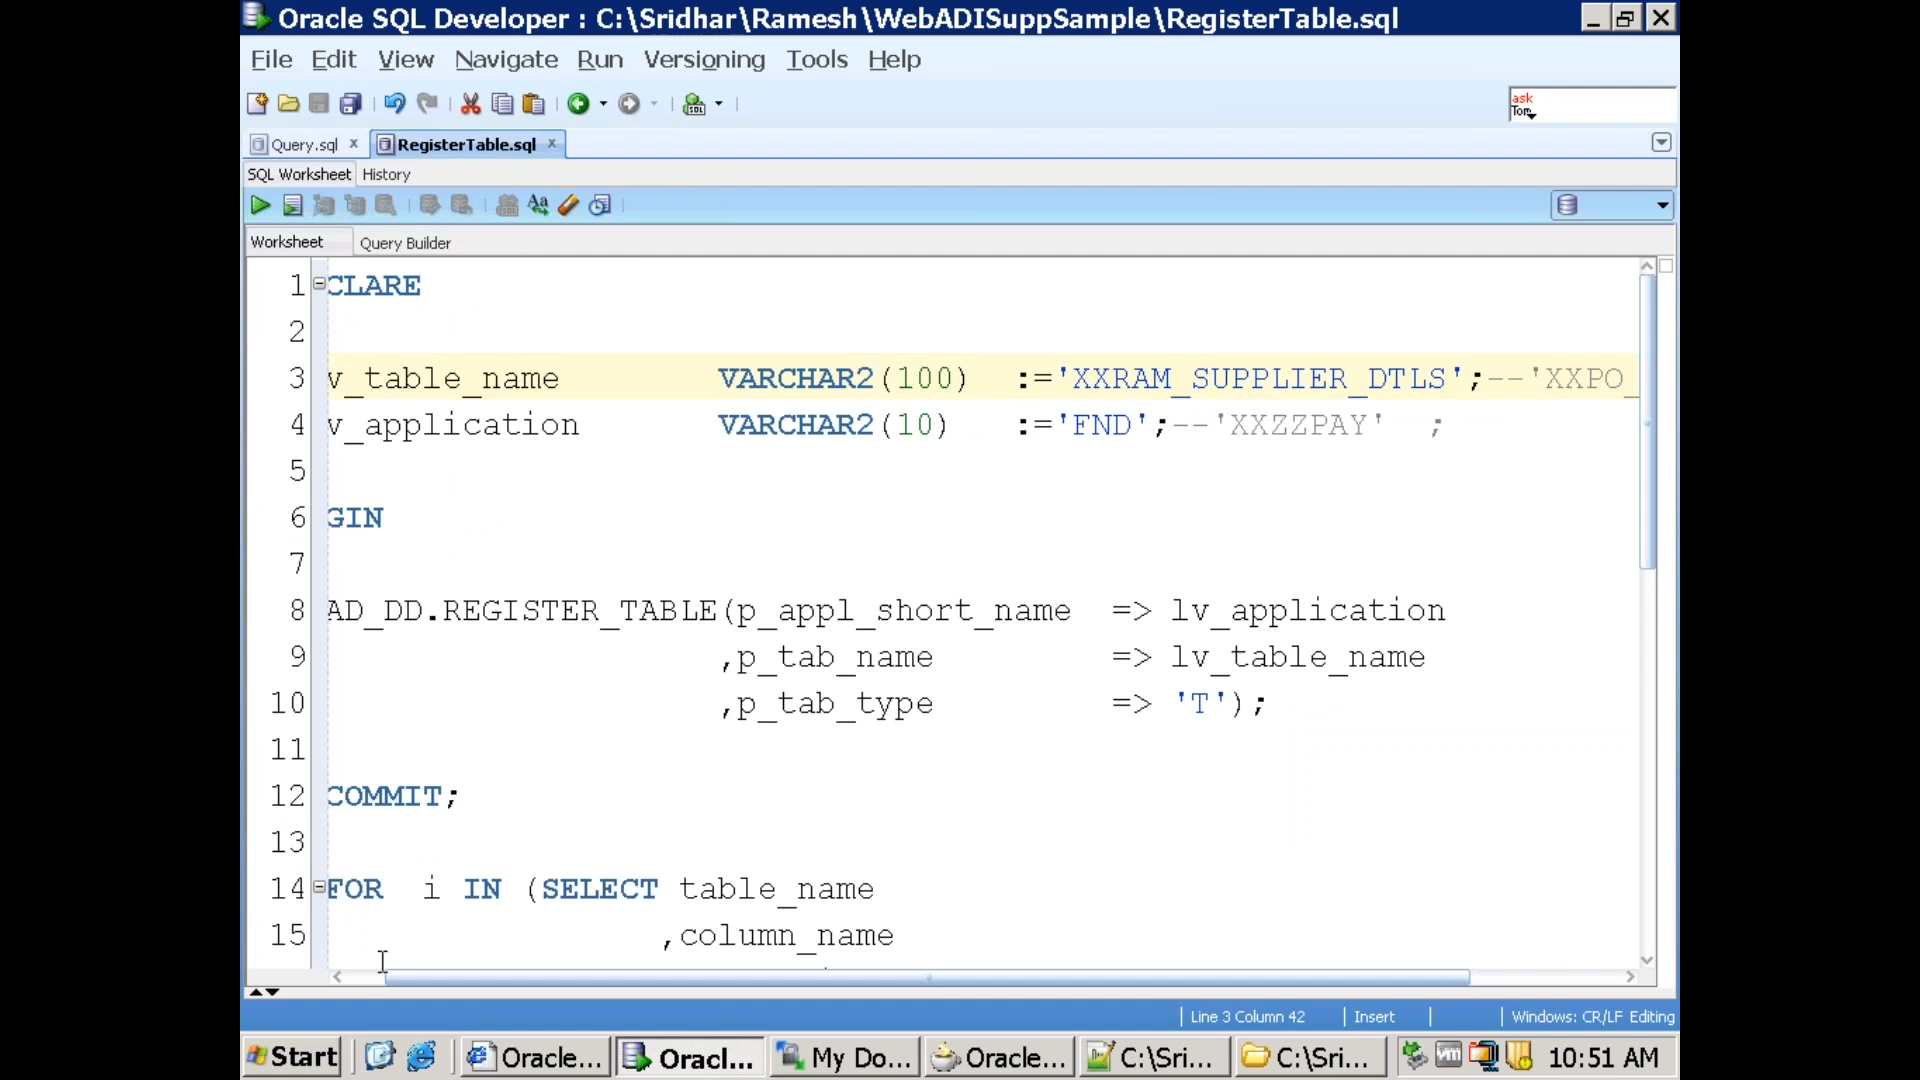 Oracle SQL Developer : C:\Sridhar\Ramesh\WebADISuppSample\RegisterTable.sql
File Edit View Navigate Run Versioning Tools Help
ask
Tom
Query.sql RegisterTable.sql
SQL Worksheet History
Worksheet Query Builder
1 CLARE
2
3 v_table_name VARCHAR2(100) :='XXRAM_SUPPLIER_DTLS';--'XXPO_
4 v_application VARCHAR2(10) :='FND';--'XXZZPAY' ;
5
6 GIN
7
8 AD_DD.REGISTER_TABLE(p_appl_short_name => lv_application
9 ,p_tab_name => lv_table_name
10 ,p_tab_type => 'T');
11
12 COMMIT;
13
14 FOR i IN (SELECT table_name
15 ,column_name
Line 3 Column 42 Insert Windows: CR/LF Editing
Start Oracle... Oracl... My Do... Oracle... C:\Sri... C:\Sri... 10:51 AM